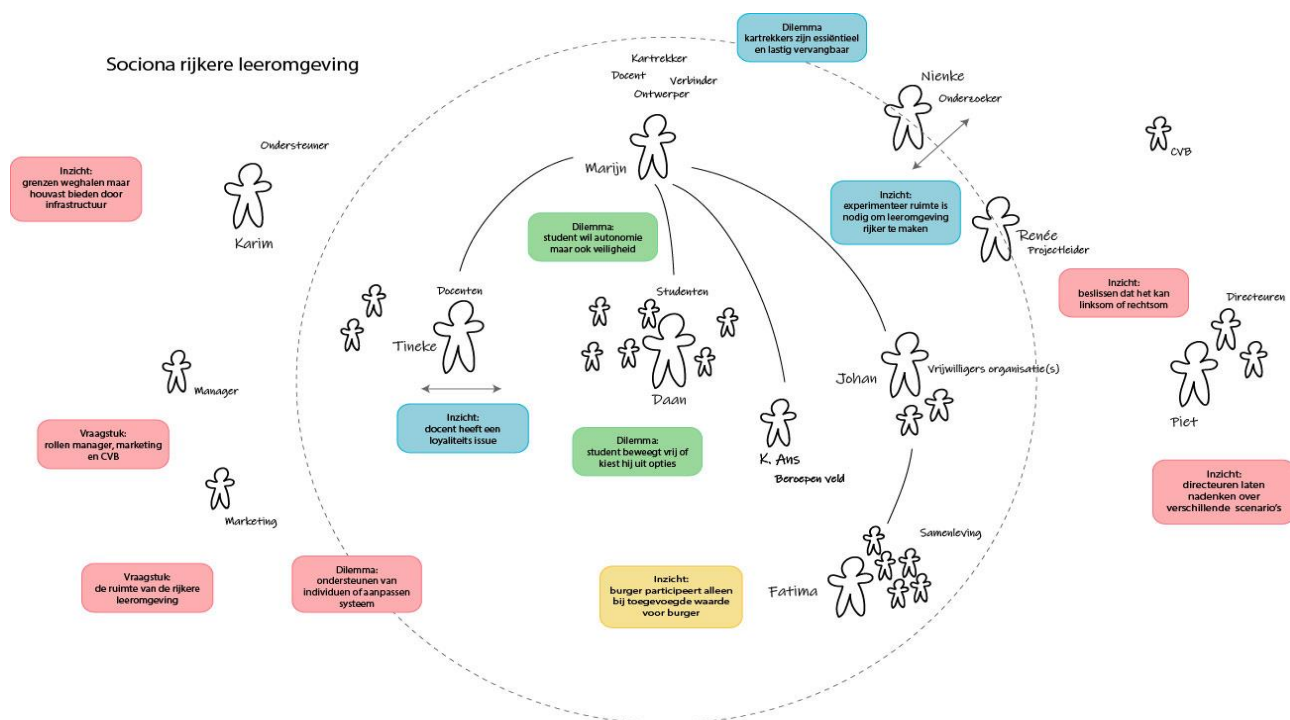 Sociona rijkere leeromgeving
Dilemma
kartrekkers zijn essiëntieel
en lastig vervangbaar
Kartrekker
Docent
Verbinder
Ontwerper
Marijn
Nienke
Onderzoeker
CVB
Ondersteuner
Karim
Inzicht:
grenzen weghalen maar
houvast bieden door
infrastructuur
Inzicht:
experimenteer ruimte is
nodig om leeromgeving
rijker te maken
Renée
Projectleider
Dilemma:
student wil autonomie
maar ook veiligheid
Inzicht:
beslissen dat het kan
linksom of rechtsom
Directeuren
Piet
Docenten
Tineke
Studenten
Daan
Johan
Vrijwilligers organisatie(s)
Manager
Inzicht:
docent heeft een
loyaliteits issue
Dilemma:
student beweegt vrij of
kiest hij uit opties
K. Ans
Beroepen veld
Vraagstuk:
rollen manager, marketing
en CVB
Marketing
Inzicht:
directeuren laten
nadenken over
verschillende scenario's
Samenleving
Fatima
Vraagstuk:
de ruimte van de rijkere
leeromgeving
Dilemma:
ondersteunen van
individuen of aanpassen
systeem
Inzicht:
burger participeert alleen
bij toegevoegde waarde
voor burger